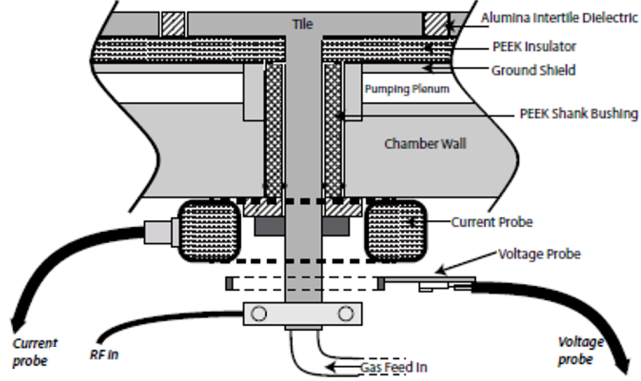 Tile
Alumina Intertile Dielectric
PEEK Insulator
Ground Shield
Pumping Plenum
PEEK Shank Bushing
Chamber Wall
Current Probe
Voltage Probe
Current
probe
RF In
Gas Feed In
Voltage
probe